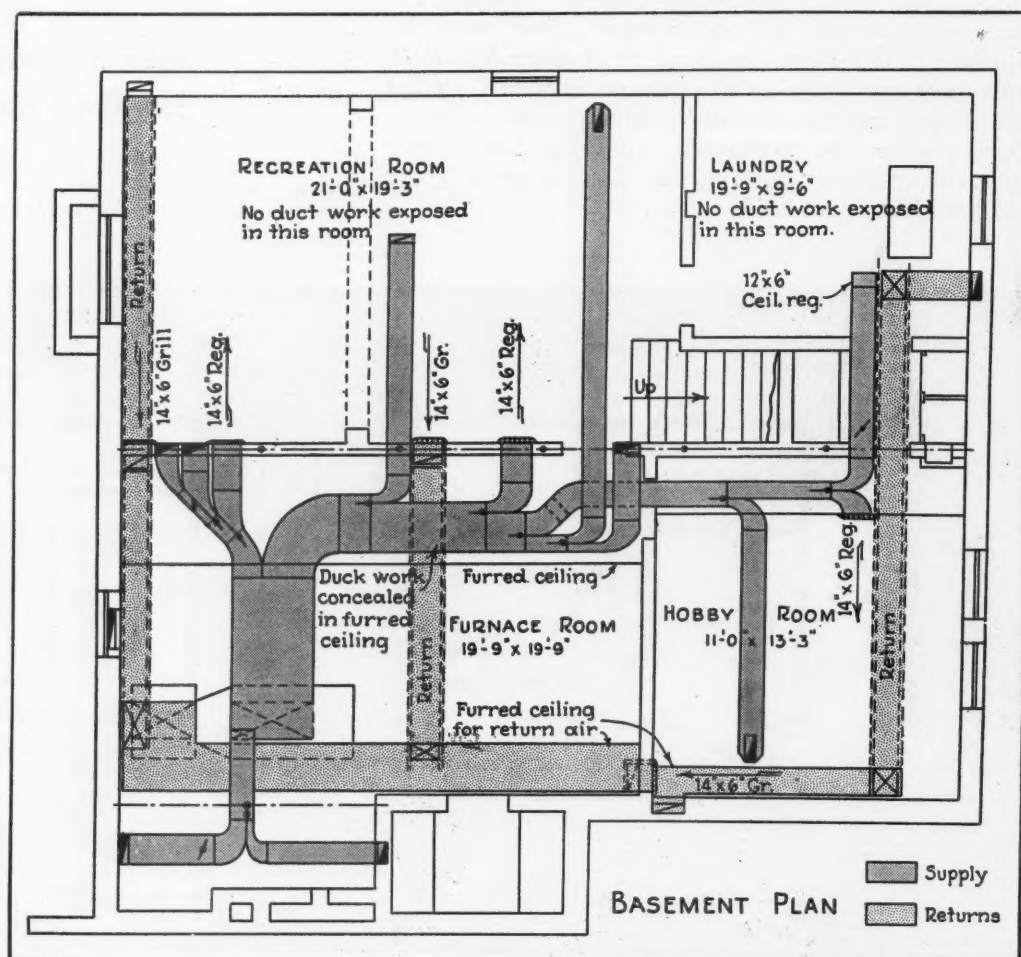 RECREATION ROOM
21'-0" x 19'-3"
No duct work exposed
in this room
LAUNDRY
19'-9" x 9'-6"
No duct work exposed
in this room.
Return
12"x6"
Ceil. reg.
14"x6" Grill
14"x6" Reg.
14"x6" Gr.
14"x6" Reg.
Up
14"x6" Reg.
Duck work
concealed
in furred
ceiling
Furred ceiling
FURNACE ROOM
19'-9" x 19'-9"
HOBBY ROOM
11'-0" x 13'-3"
Return
Return
Furred ceiling
for return air
14"x6" Gr.
BASEMENT PLAN
Supply
Returns